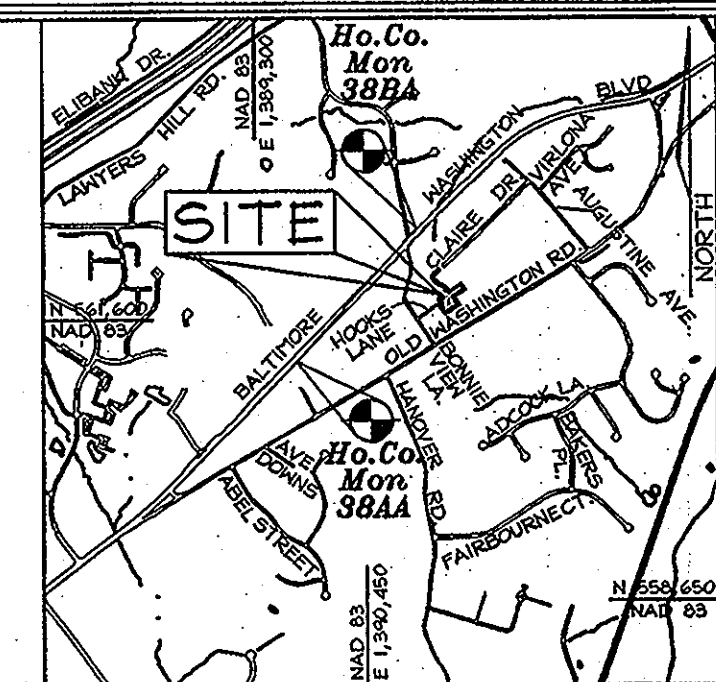 Ho.Co.
Mon
38BA
ELIBANK DR.
LAWYERS HILL RD.
NAD 83
E 1,389,300
WASHINGTON BLVD
NORTH
SITE
CLAIRE DR.
VIRLONA
AVE
AUGUSTINE AVE.
N 561,600
NAD 83
BALTIMORE
HOOKS-
LANE
OLD WASHINGTON RD.
BONNIE
VIEW
LA.
HANOVER RD.
ADCOCK LA
BAKERS
PL.
Ho.Co.
Mon
38AA
AVE
DOWNS
ABEL STREET
FAIRBOURNE CT.
N 558,650
NAD 83
NAD 83
E 1,390,450